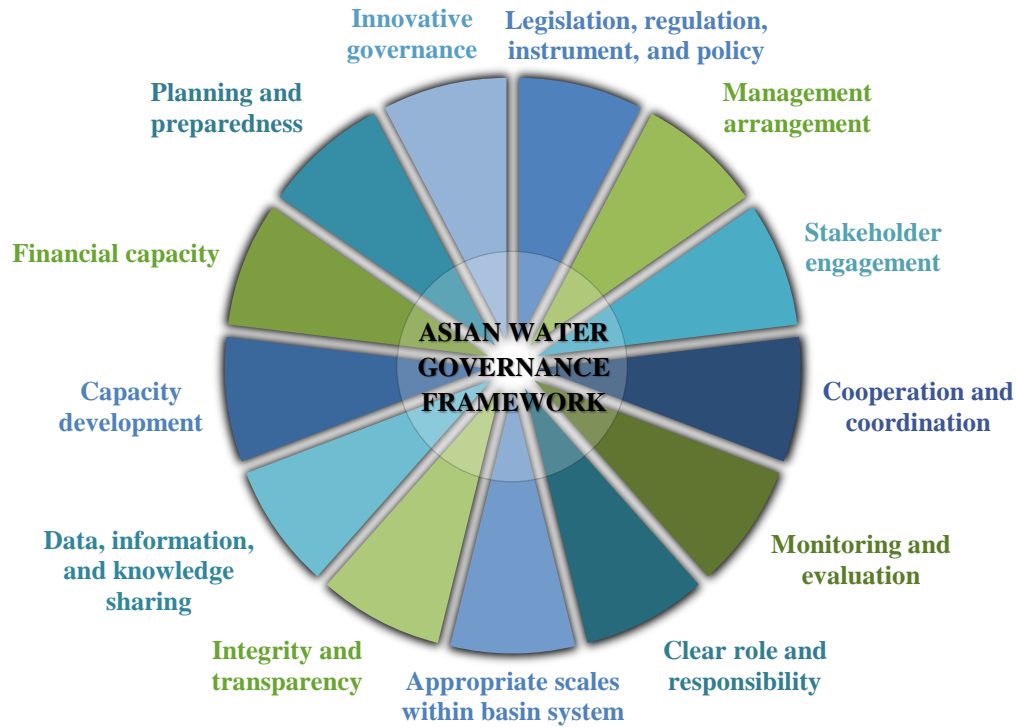 Innovative
governance
Legislation, regulation,
instrument, and policy
Management
arrangement
Stakeholder
engagement
Cooperation and
coordination
Monitoring and
evaluation
Clear role and
responsibility
Appropriate scales
within basin system
Integrity and
transparency
Data, information,
and knowledge
sharing
Capacity
development
Financial capacity
Planning and
preparedness
ASIAN WATER
GOVERNANCE
FRAMEWORK